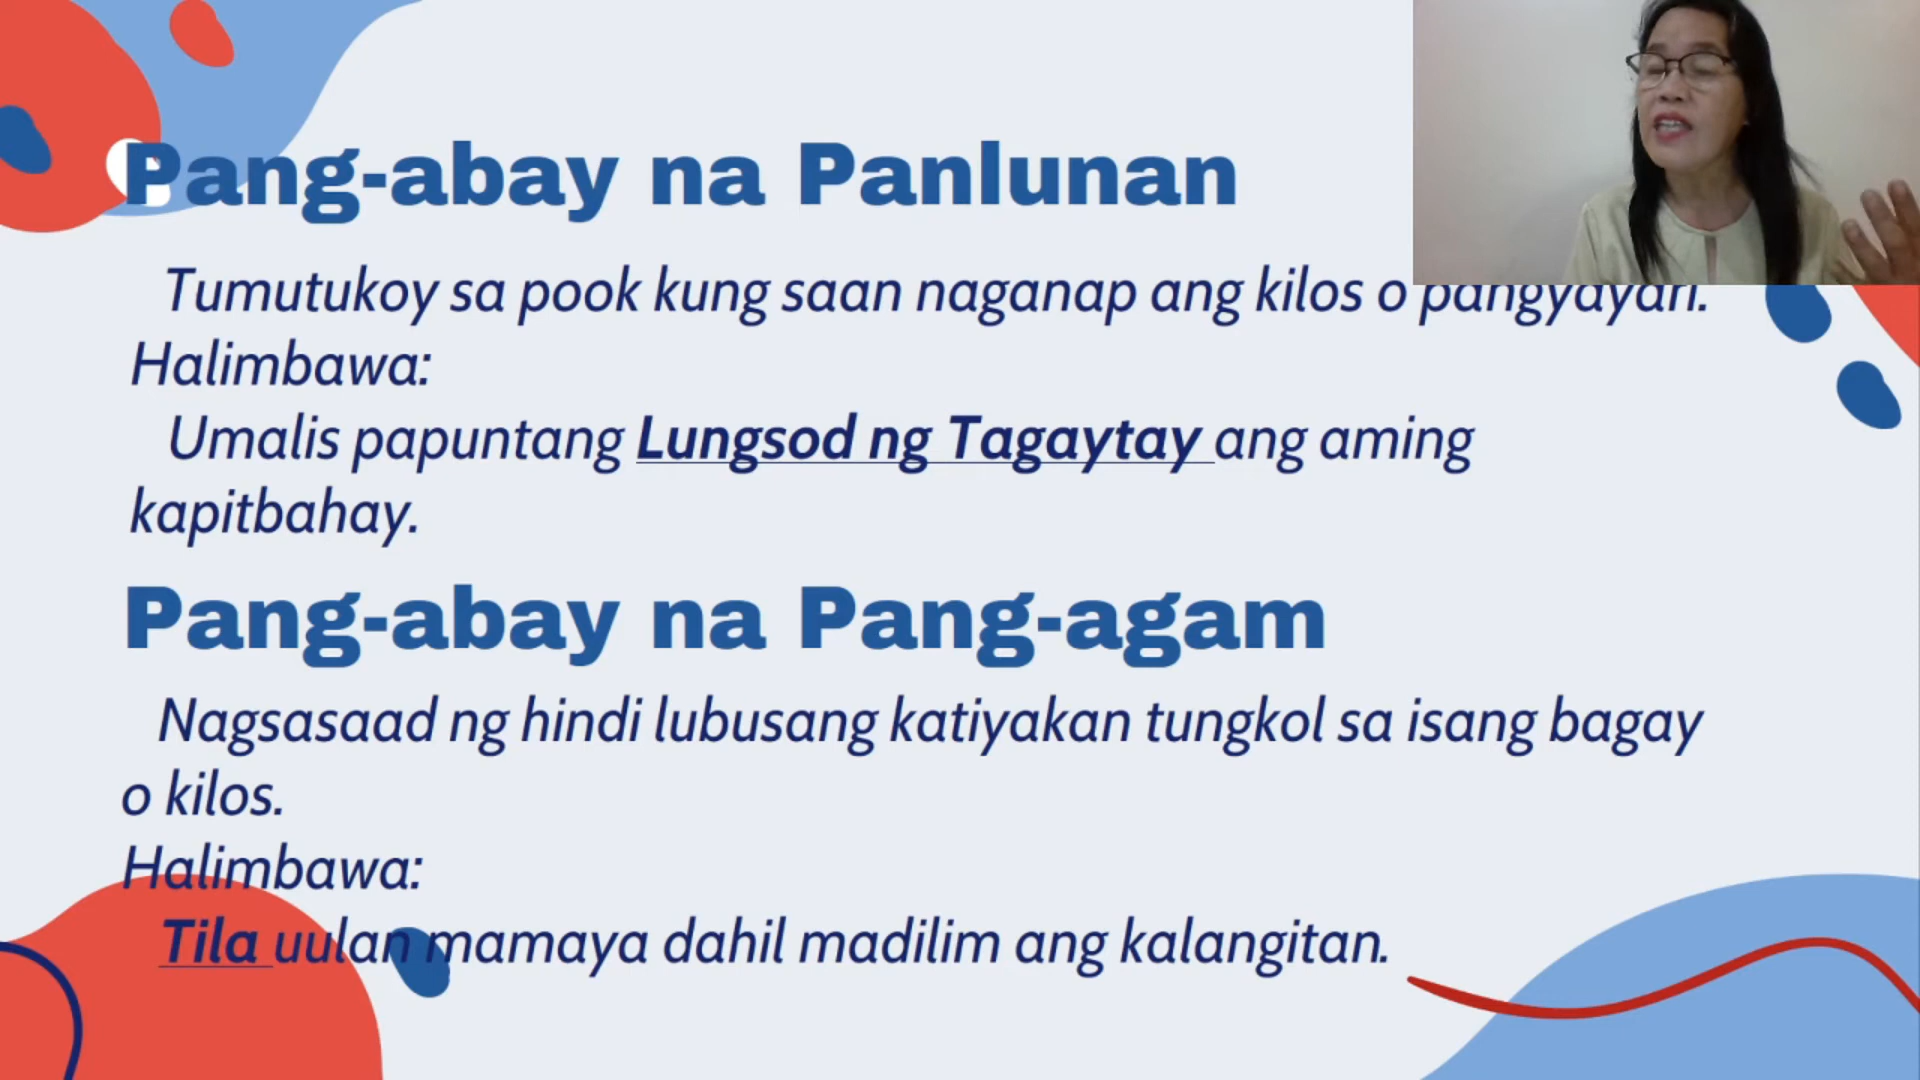 Pang-abay na Panlunan
Tumutukoy sa pook kung saan naganap ang kilos o pangyayari.
Halimbawa:
Umalis papuntang Lungsod ng Tagaytay ang aming
kapitbahay.
Pang-abay na Pang-agam
Nagsasaad ng hindi lubusang katiyakan tungkol sa isang bagay
o kilos.
Halimbawa:
Tila uulan mamaya dahil madilim ang kalangitan.